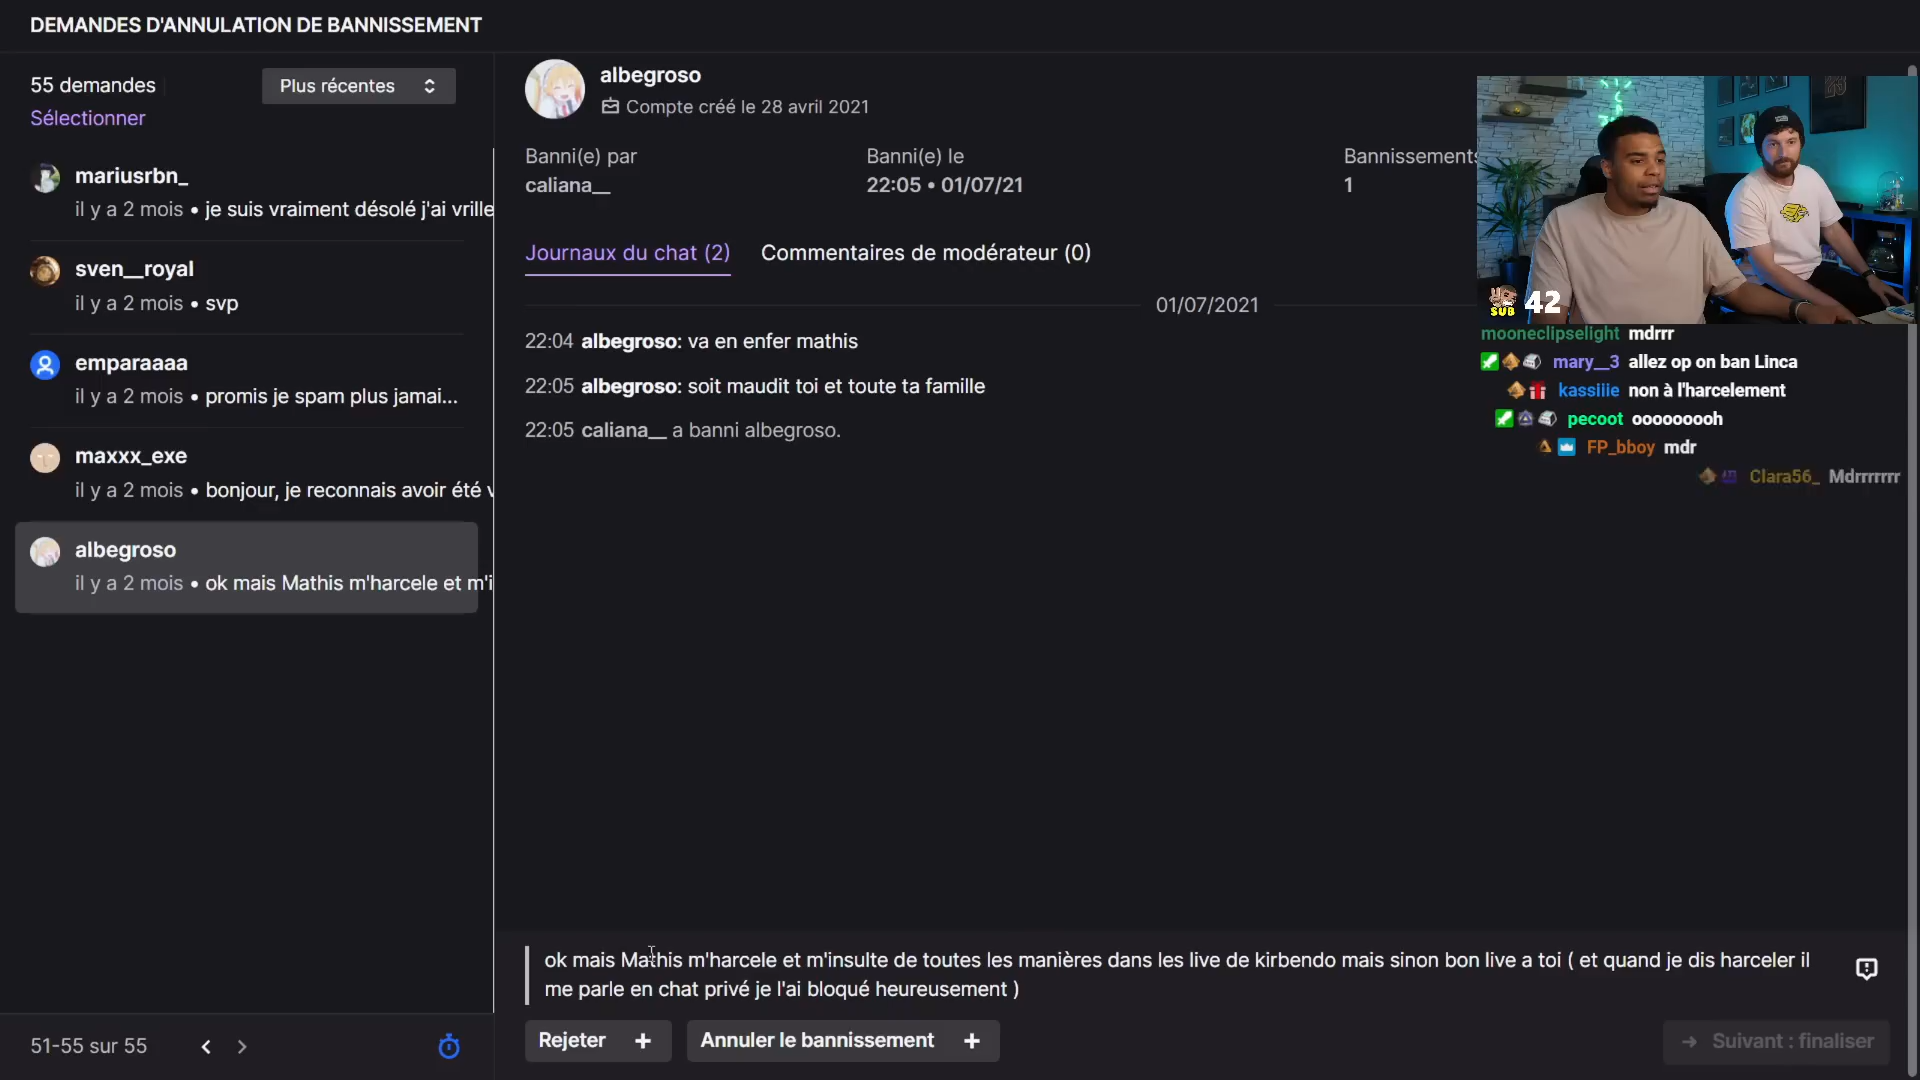 DEMANDES D'ANNULATION DE BANNISSEMENT
55 demandes
Plus récentes
Sélectionner
mariusrbn_
il y a 2 mois • je suis vraiment désolé j'ai vrille
sven__royal
il y a 2 mois • svp
emparaaaa
il y a 2 mois • promis je spam plus jamai...
maxxx_exe
il y a 2 mois • bonjour, je reconnais avoir été v
albegroso
il y a 2 mois • ok mais Mathis m'harcele et m'i
51-55 sur 55
albegroso
Compte créé le 28 avril 2021
Banni(e) par
caliana__
Banni(e) le
22:05 • 01/07/21
Bannissements
1
Journaux du chat (2)
Commentaires de modérateur (0)
01/07/2021
22:04 albegroso: va en enfer mathis
22:05 albegroso: soit maudit toi et toute ta famille
22:05 caliana__ a banni albegroso.
23
SUB 42
mooneclipselight mdrrr
mary__3 allez op on ban Linca
kassiiie non à l'harcelement
pecoot ooooooooh
FP_bboy mdr
Clara56_ Mdrrrrrrr
ok mais Mathis m'harcele et m'insulte de toutes les manières dans les live de kirbendo mais sinon bon live a toi ( et quand je dis harceler il
me parle en chat privé je l'ai bloqué heureusement )
Rejeter +
Annuler le bannissement +
→ Suivant : finaliser